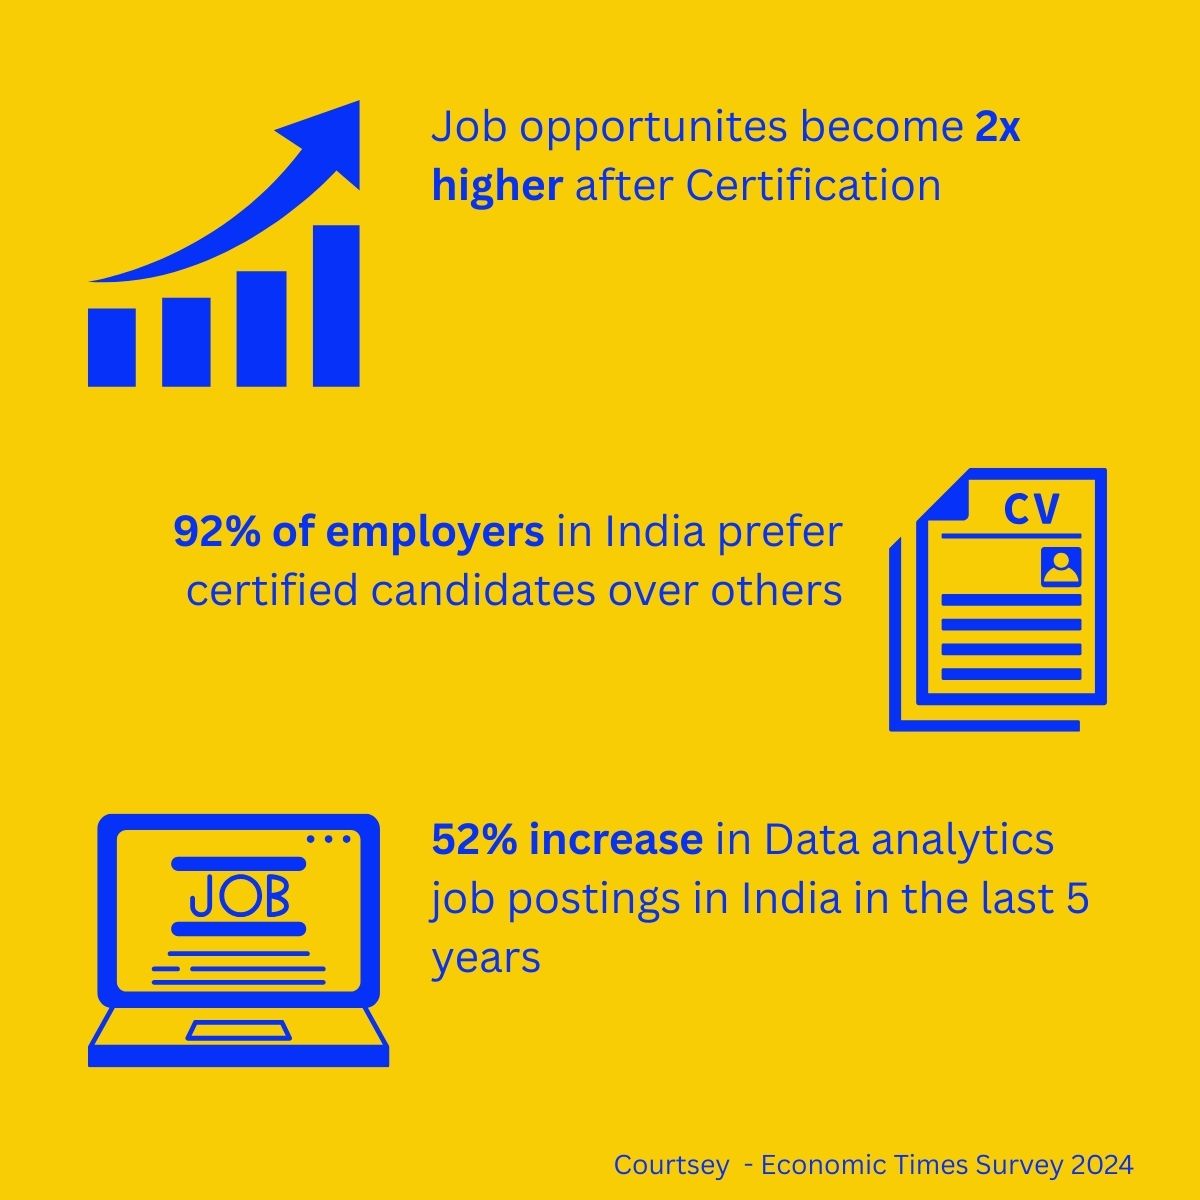 Job opportunites become 2x
higher after Certification
CV
92% of employers in India prefer
certified candidates over others
JOB
52% increase in Data analytics
job postings in India in the last 5
years
Courtsey - Economic Times Survey 2024